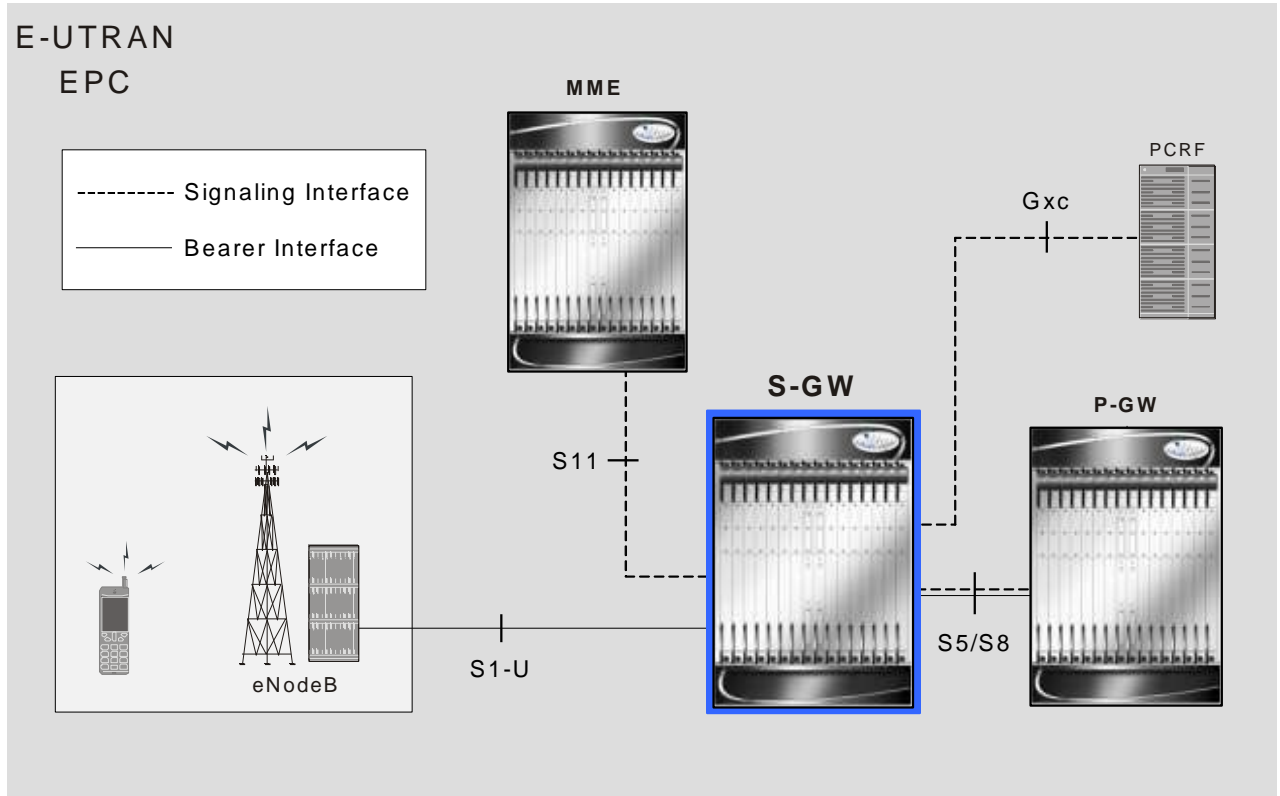 E-UTRAN
EPC
MME
PCRF
Signaling Interface
Gxc
Bearer Interface
S-GW
P-GW
S11
S5/S8
S1-U
eNodeB